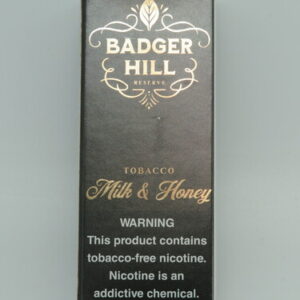 BADGER
HILL
RESERVE
TOBACCO
Milk & Honey
WARNING
This product contains
tobacco-free nicotine.
Nicotine is an
addictive chemical.